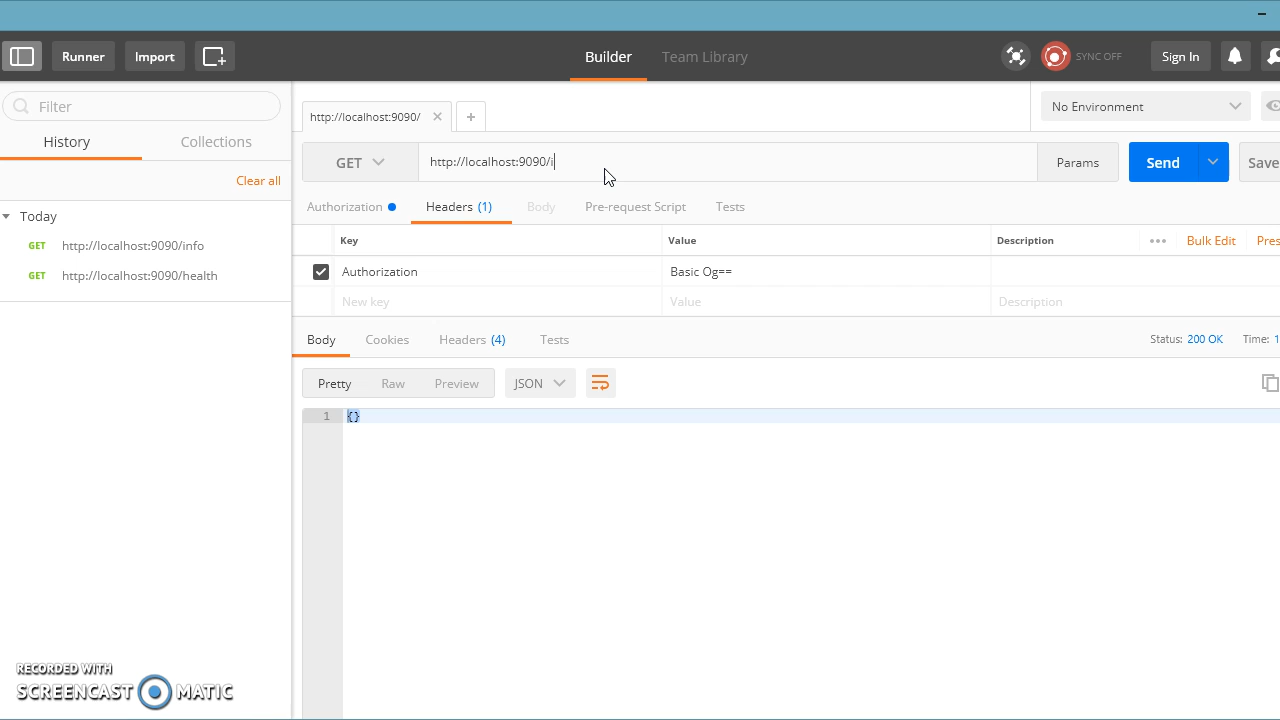 Runner
Import
Builder
Team Library
SYNC OFF
Sign In
Filter
History
Collections
Clear all
Today
GET http://localhost:9090/info
GET http://localhost:9090/health
http://localhost:9090/
No Environment
GET
http://localhost:9090/i
Params
Send
Save
Authorization
Headers (1)
Body
Pre-request Script
Tests
Key
Value
Description
Bulk Edit
Pres
Authorization
Basic Og==
New key
Value
Description
Body
Cookies
Headers (4)
Tests
Status: 200 OK
Time: 1
Pretty
Raw
Preview
JSON
1 {}
RECORDED WITH
SCREENCAST MATIC